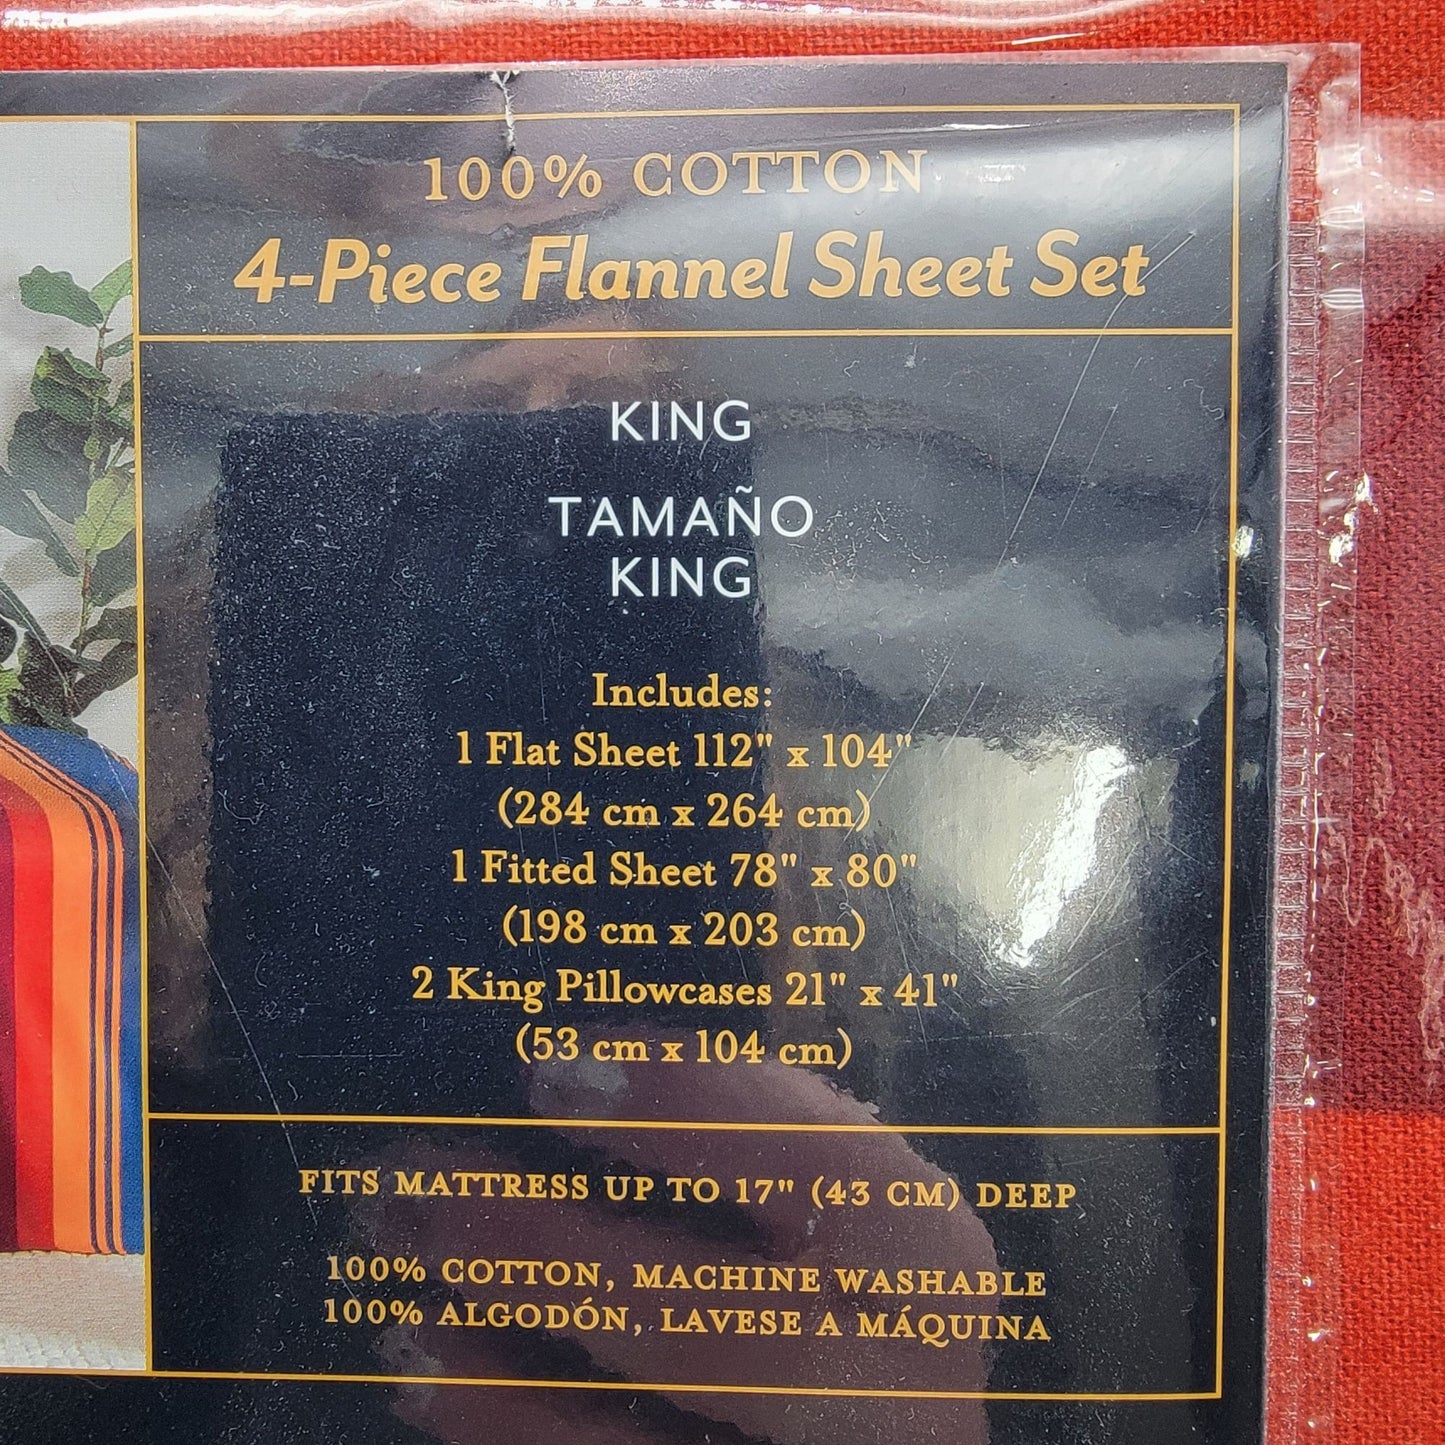 100% COTTON
4-Piece Flannel Sheet Set
KING
TAMAÑO
KING
Includes:
1 Flat Sheet 112" x 104"
(284 cm x 264 cm)
1 Fitted Sheet 78" x 80"
(198 cm x 203 cm)
2 King Pillowcases 21" x 41"
(53 cm x 104 cm)
FITS MATTRESS UP TO 17" (43 CM) DEEP
100% COTTON, MACHINE WASHABLE
100% ALGODÓN, LAVESE A MÁQUINA